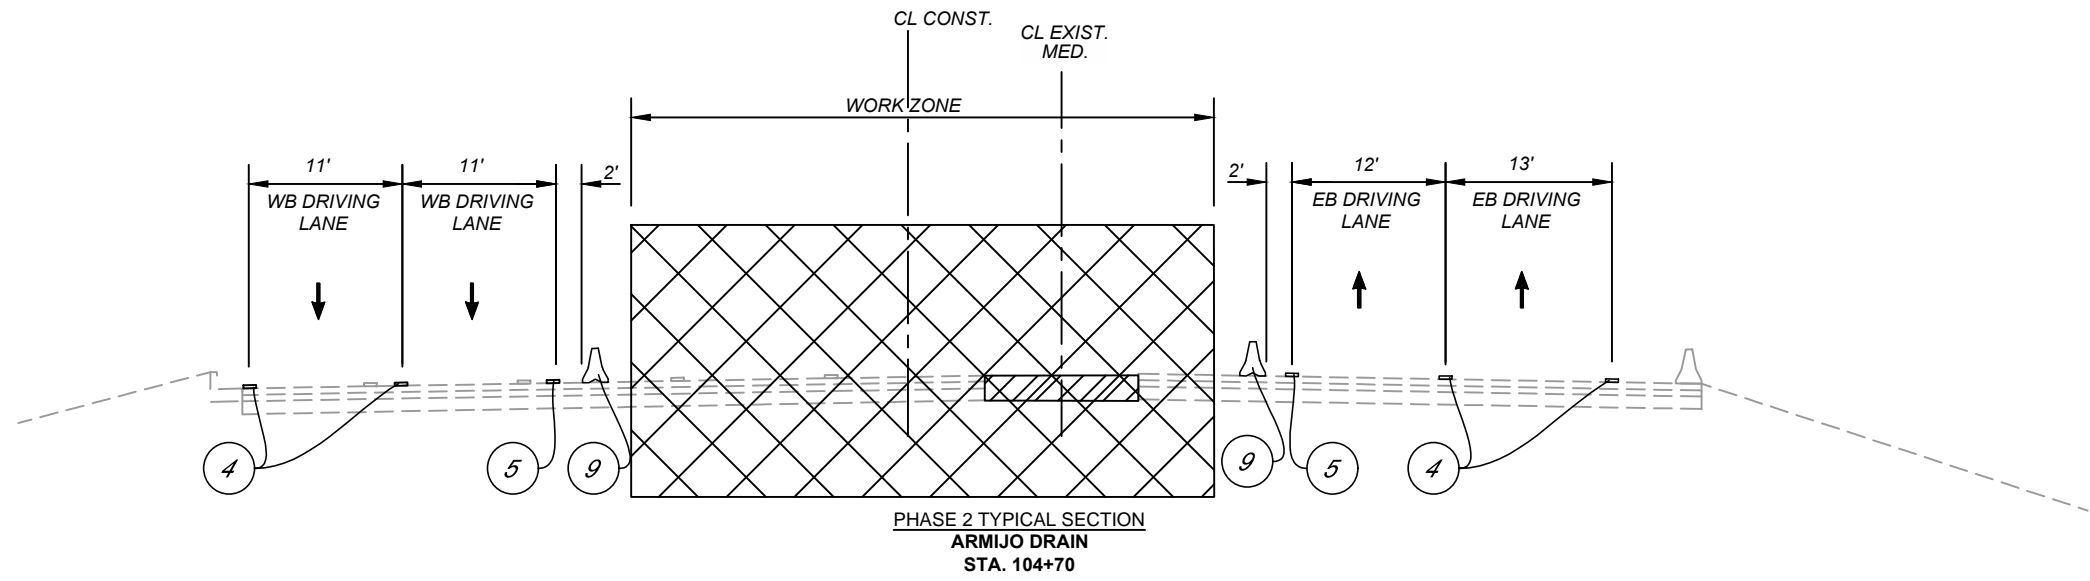 CL CONST.
CL EXIST.
MED.
WORK ZONE
11'
11'
2'
2'
12'
13'
WB DRIVING
LANE
WB DRIVING
LANE
EB DRIVING
LANE
EB DRIVING
LANE
4
5
9
9
5
4
PHASE 2 TYPICAL SECTION
ARMIJO DRAIN
STA. 104+70